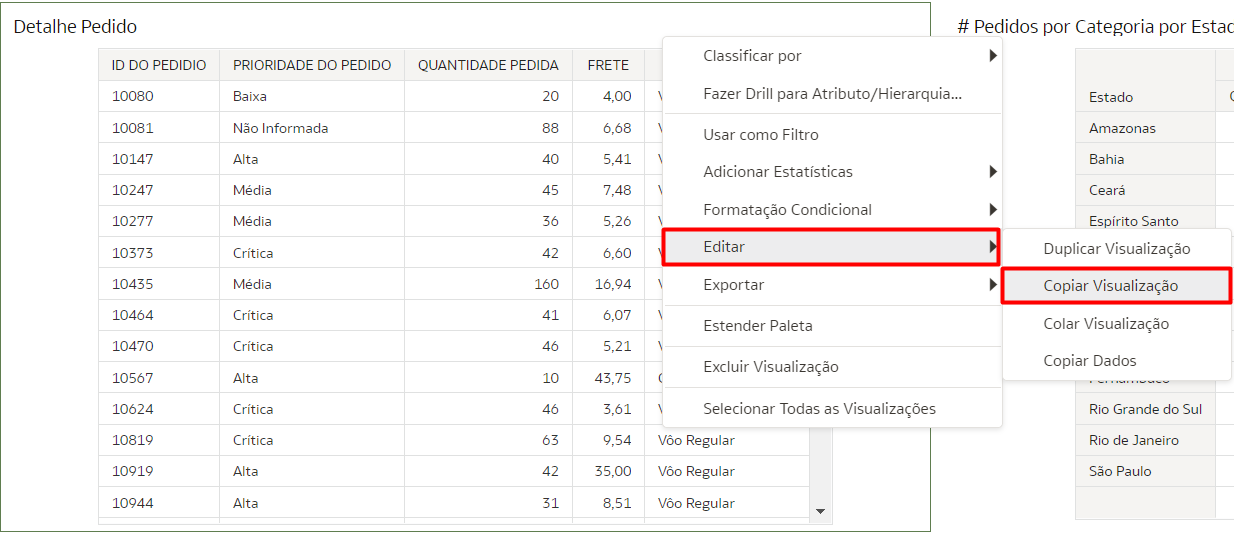 Detalhe Pedido
# Pedidos por Categoria por Estad
ID DO PEDIDIO PRIORIDADE DO PEDIDO QUANTIDADE PEDIDA FRETE
10080 Baixa 20 4,00
10081 Não Informada 88 6,68
10147 Alta 40 5,41
10247 Média 45 7,48
10277 Média 36 5,26
10373 Crítica 42 6,60
10435 Média 160 16,94
10464 Crítica 41 6,07
10470 Crítica 46 5,21
10567 Alta 10 43,75
10624 Crítica 46 3,61
10819 Crítica 63 9,54 Vôo Regular
10919 Alta 42 35,00 Vôo Regular
10944 Alta 31 8,51 Vôo Regular
Classificar por
Fazer Drill para Atributo/Hierarquia...
Usar como Filtro
Adicionar Estatísticas
Formatação Condicional
Editar
Exportar
Estender Paleta
Excluir Visualização
Selecionar Todas as Visualizações
Duplicar Visualização
Copiar Visualização
Colar Visualização
Copiar Dados
Estado
Amazonas
Bahia
Ceará
Espírito Santo
Pernambuco
Rio Grande do Sul
Rio de Janeiro
São Paulo